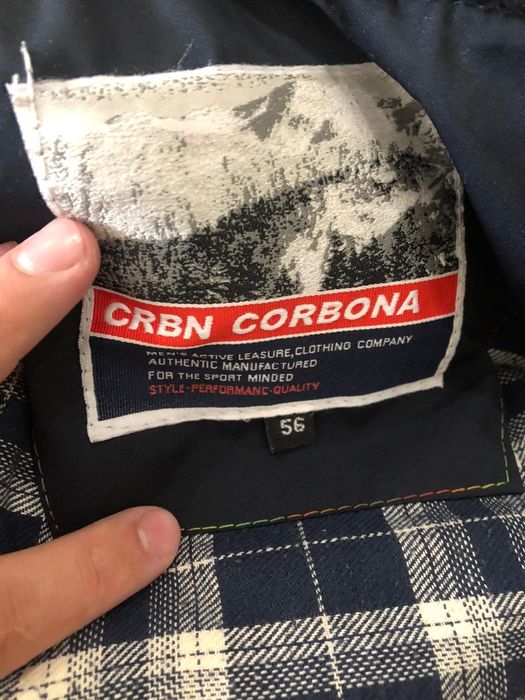 CRBN CORBONA
MEN'S ACTIVE LEASURE, CLOTHING COMPANY
AUTHENTIC MANUFACTURED
FOR THE SPORT MINDED
STYLE-PERFORMANC-QUALITY
56